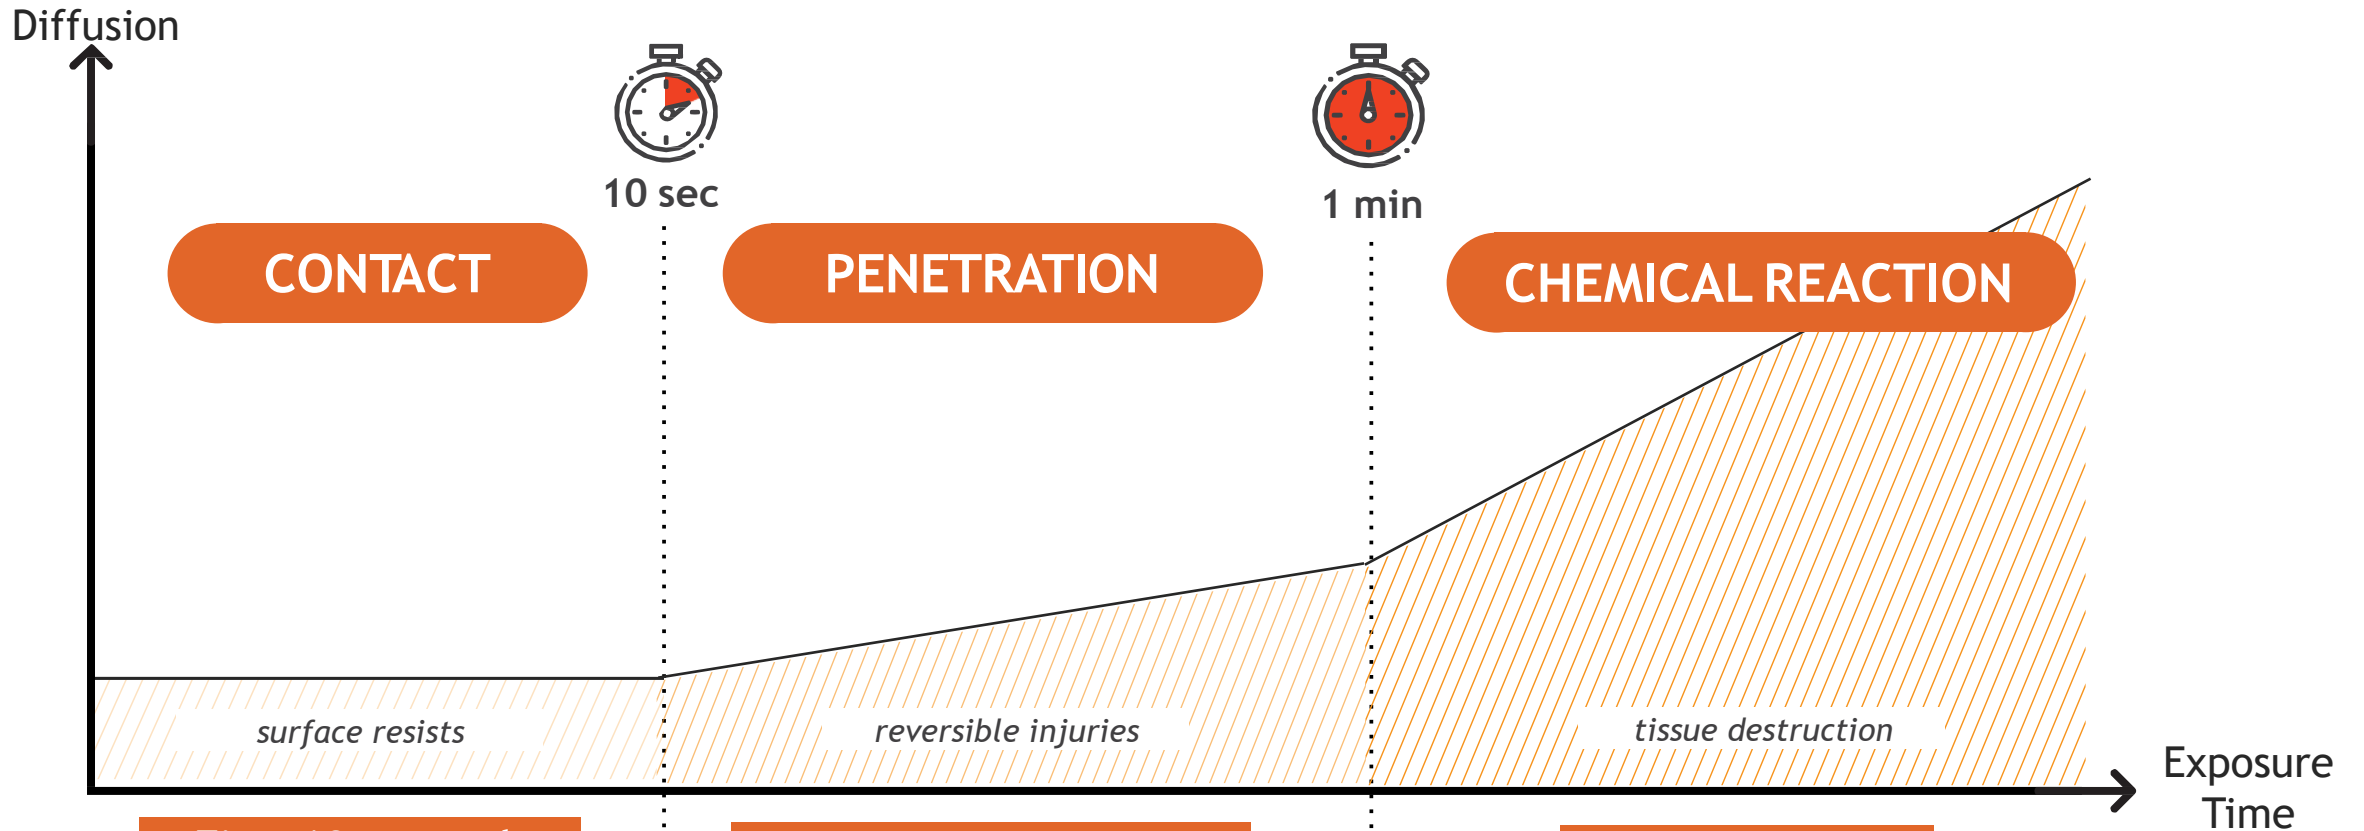 Diffusion
10 sec
1 min
CONTACT
PENETRATION
CHEMICAL REACTION
surface resists
reversible injuries
tissue destruction
Exposure
Time